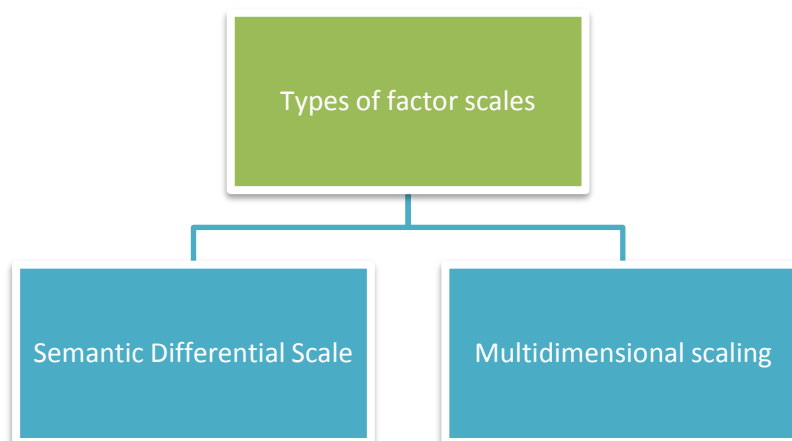 Types of factor scales
Semantic Differential Scale
Multidimensional scaling